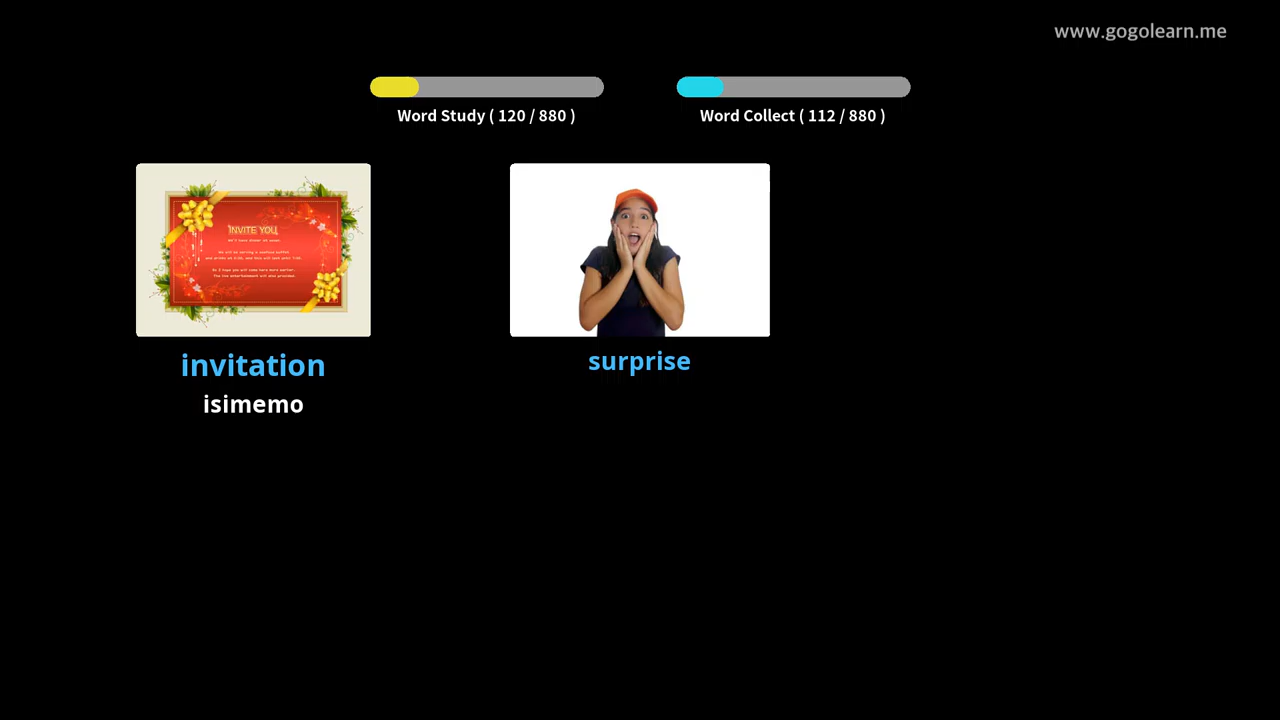 www.gogolearn.me
Word Study ( 120 / 880 )
Word Collect ( 112 / 880 )
INVITE YOU
invitation
isimemo
surprise